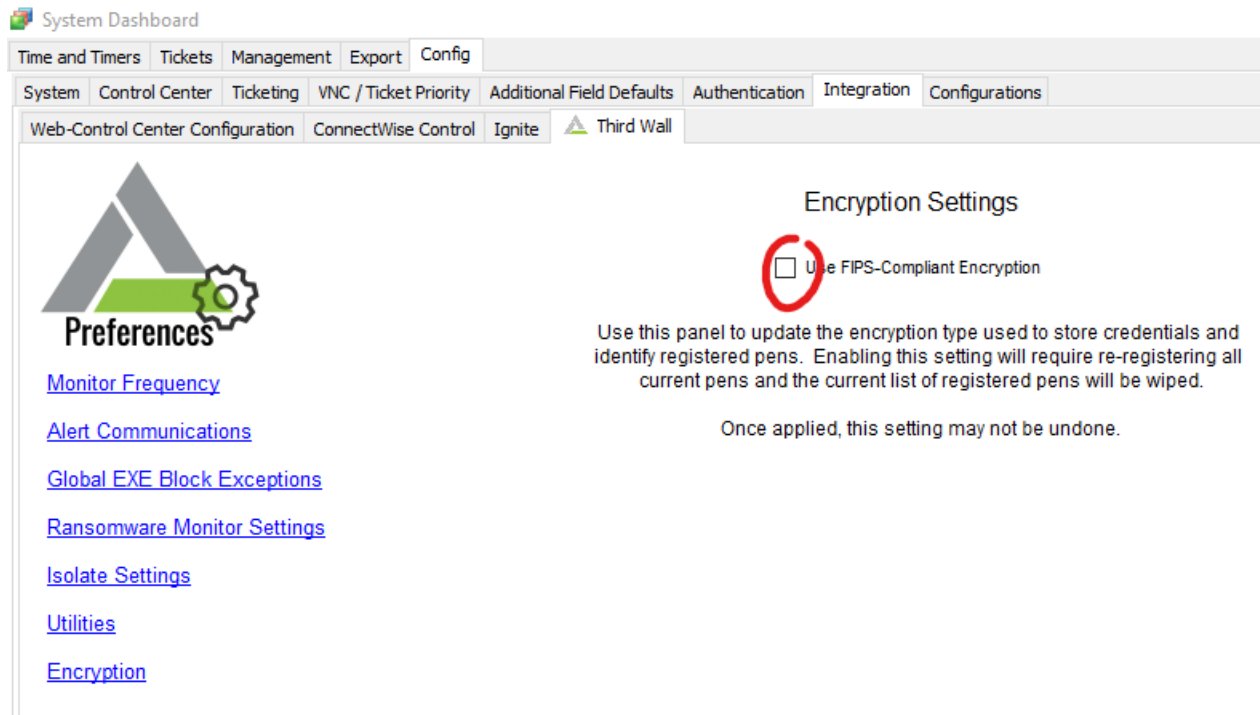 System Dashboard
Time and Timers Tickets Management Export Config
System Control Center Ticketing VNC / Ticket Priority Additional Field Defaults Authentication Integration Configurations
Web-Control Center Configuration ConnectWise Control Ignite Third Wall
Preferences
Monitor Frequency
Alert Communications
Global EXE Block Exceptions
Ransomware Monitor Settings
Isolate Settings
Utilities
Encryption
Encryption Settings
Use FIPS-Compliant Encryption
Use this panel to update the encryption type used to store credentials and
identify registered pens. Enabling this setting will require re-registering all
current pens and the current list of registered pens will be wiped.
Once applied, this setting may not be undone.